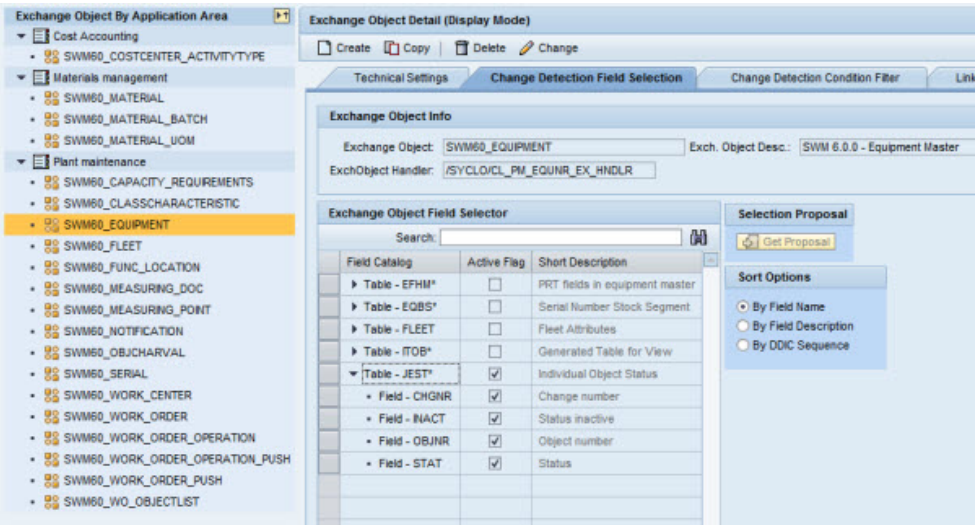 Exchange Object By Application Area
Cost Accounting
SWM60_COSTCENTER_ACTIVITYTYPE
Materials management
SWM60_MATERIAL
SWM60_MATERIAL_BATCH
SWM60_MATERIAL_UOM
Plant maintenance
SWM60_CAPACITY_REQUIREMENTS
SWM60_CLASSCHARACTERISTIC
SWM60_EQUIPMENT
SWM60_FLEET
SWM60_FUNC_LOCATION
SWM60_MEASURING_DOC
SWM60_MEASURING_POINT
SWM60_NOTIFICATION
SWM60_OBJCHARVAL
SWM60_SERIAL
SWM60_WORK_CENTER
SWM60_WORK_ORDER
SWM60_WORK_ORDER_OPERATION
SWM60_WORK_ORDER_OPERATION_PUSH
SWM60_WORK_ORDER_PUSH
SWM60_WO_OBJECTLIST
Exchange Object Detail (Display Mode)
Create Copy | Delete Change
Technical Settings Change Detection Field Selection Change Detection Condition Filter Link
Exchange Object Info
Exchange Object: SWM60_EQUIPMENT Exch. Object Desc.: SWM 6.0.0 - Equipment Master
ExchObject Handler: /SYCLO/CL_PM_EQUNR_EX_HNDLR
Exchange Object Field Selector
Search:
Field Catalog Active Flag Short Description
Table - EFHM* PRT fields in equipment master
Table - EQBS* Serial Number Stock Segment
Table - FLEET Fleet Attributes
Table - ITOB* Generated Table for View
Table - JEST* Individual Object Status
Field - CHGNR Change number
Field - INACT Status inactive
Field - OBJNR Object number
Field - STAT Status
Selection Proposal
Get Proposal
Sort Options
By Field Name
By Field Description
By DDIC Sequence